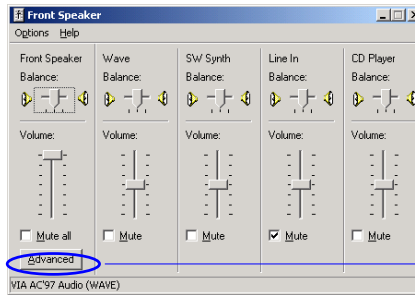 Front Speaker
Options Help
Front Speaker Wave SW Synth Line In CD Player
Balance: Balance: Balance: Balance: Balance:
Volume: Volume: Volume: Volume: Volume:
Mute all Mute Mute Mute Mute
Advanced
VIA AC'97 Audio (WAVE)